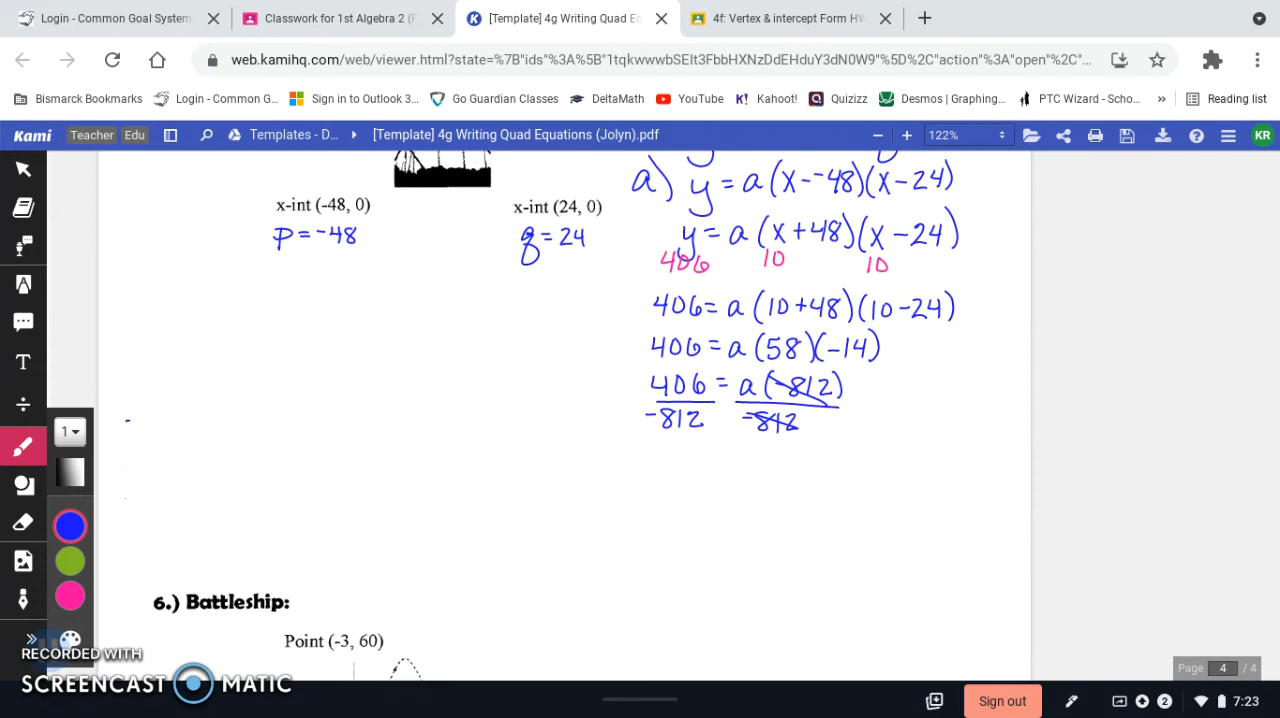 Login - Common Goal System
Classwork for 1st Algebra 2 (F
[Template] 4g Writing Quad Ec
4f: Vertex & intercept Form HW
web.kamihq.com/web/viewer.html?state=%7B"ids"%3A%5B"1tqkwwwbSEIt3FbbHXNzDdEHduY3dN0W9"%5D%2C"action"%3A"open"%2C"...
Bismarck Bookmarks
Login - Common G...
Sign in to Outlook 3...
Go Guardian Classes
DeltaMath
YouTube
Kahoot!
Quizizz
Desmos | Graphing...
PTC Wizard - Scho...
»
Reading list
Kami Teacher Edu
Templates - D...
[Template] 4g Writing Quad Equations (Jolyn).pdf
122%
KR
a) y = a(x--48)(x-24)
x-int (-48, 0)
x-int (24, 0)
p = -48
q = 24
y = a(x+48)(x-24)
406 10 10
406 = a(10+48)(10-24)
406 = a(58)(-14)
406 = a(-812)
-812 -812
1
6.) Battleship:
Point (-3, 60)
RECORDED WITH
SCREENCAST MATIC
Page 4 / 4
Sign out
2
7:23